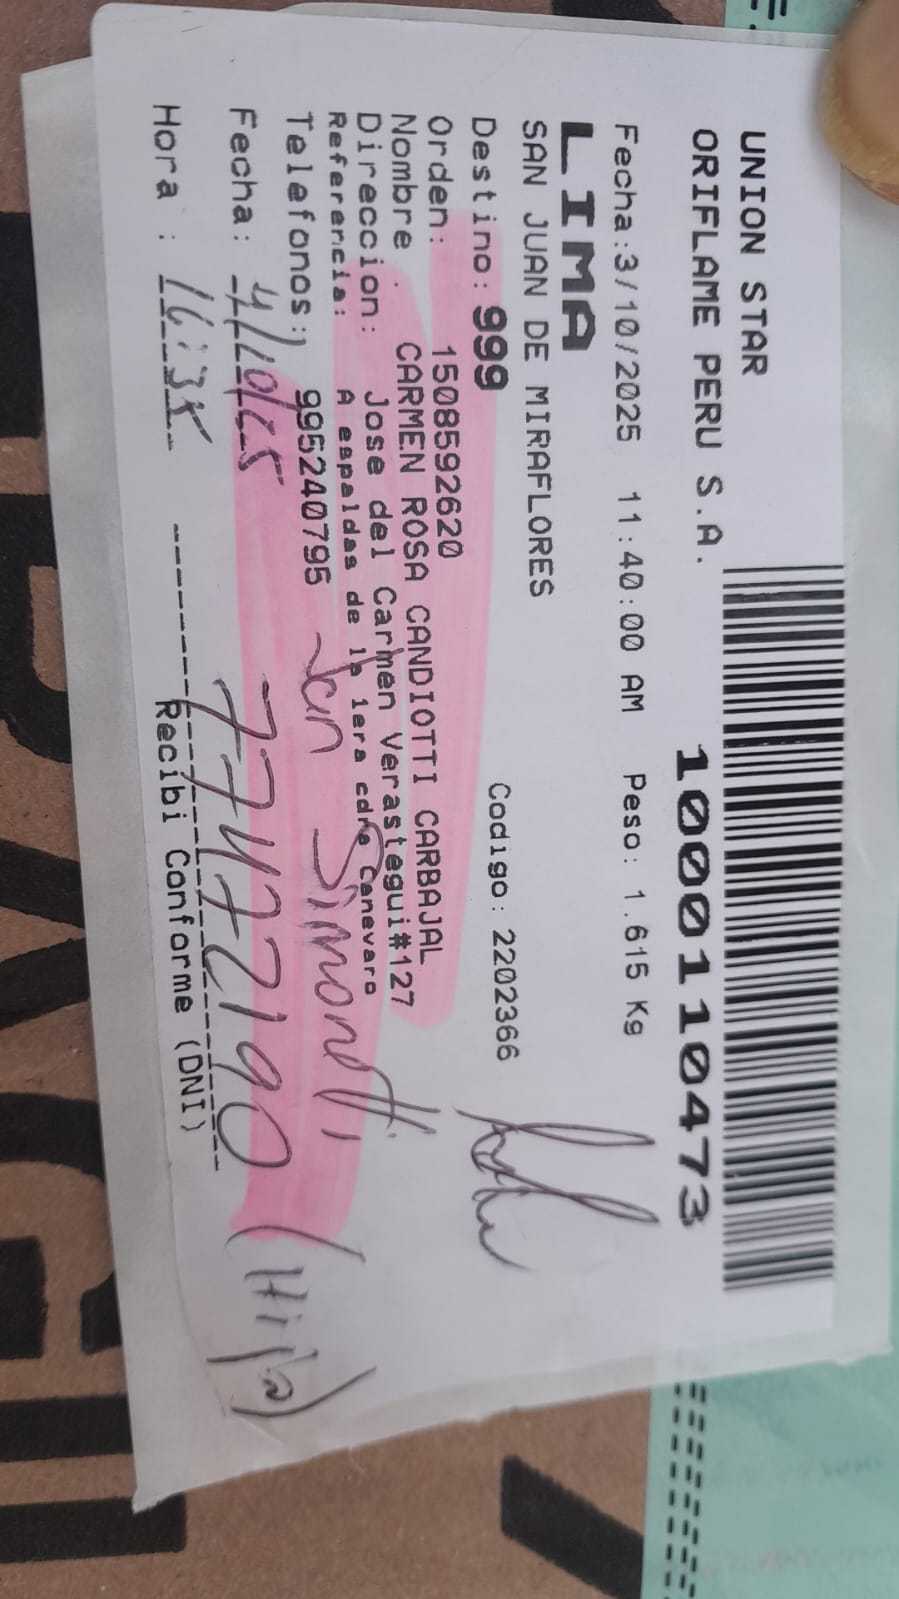 UNION STAR
ORIFLAME PERU S.A.
100011010473
Fecha:3/10/2025 11:40:00 AM Peso: 1.615 Kg
LIMA
SAN JUAN DE MIRAFLORES
Destino: 999 Codigo: 2202366
Orden: 1508592620
Nombre : CARMEN ROSA CANDIOTTI CARBAJAL
Direccion: Jose del Carmen Verastegui#127
Referencia: A espaldas de la 1era cdra Canevaro
Telefonos: 995240795
Simonetti
Fecha: 4/10/25 77472190 (Hija)
Hora : 16:35
Recibi Conforme (DNI)